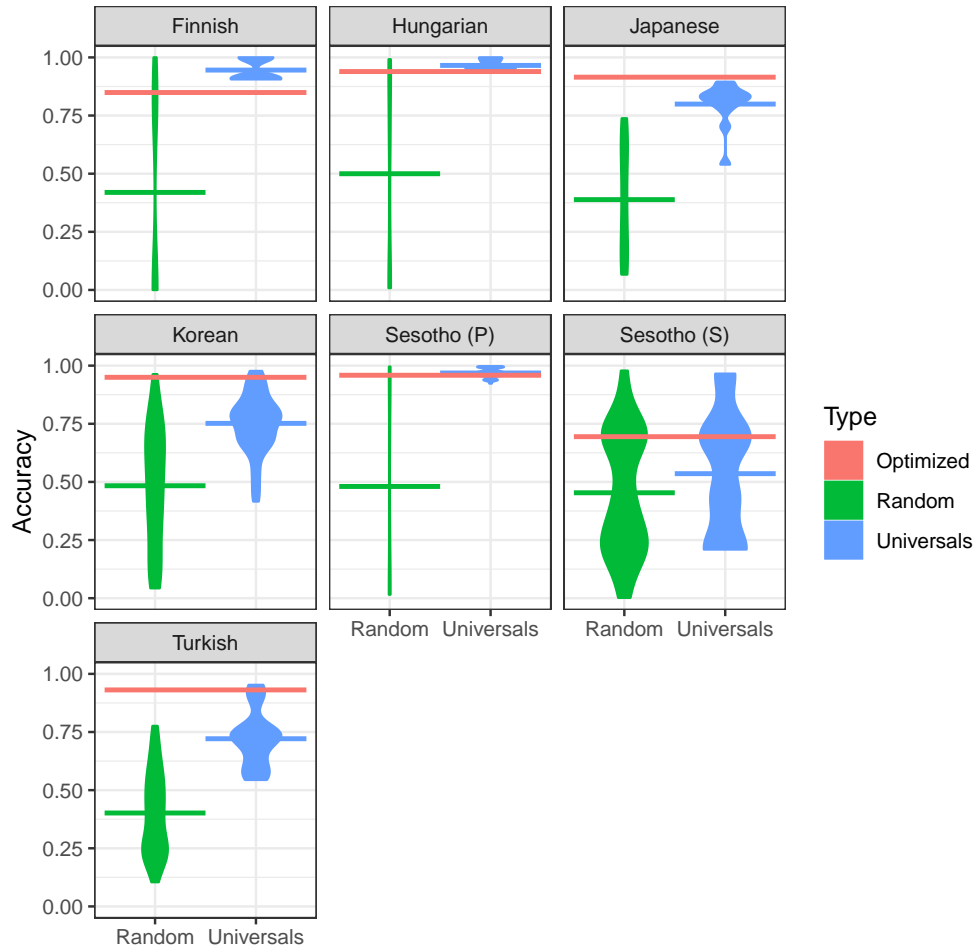 Finnish
Hungarian
Japanese
1.00
0.75
0.50
0.25
0.00
Korean
Sesotho (P)
Sesotho (S)
1.00
0.75
0.50
0.25
0.00
Random Universals
Random Universals
Turkish
1.00
0.75
0.50
0.25
0.00
Random Universals
Accuracy
Type
Optimized
Random
Universals